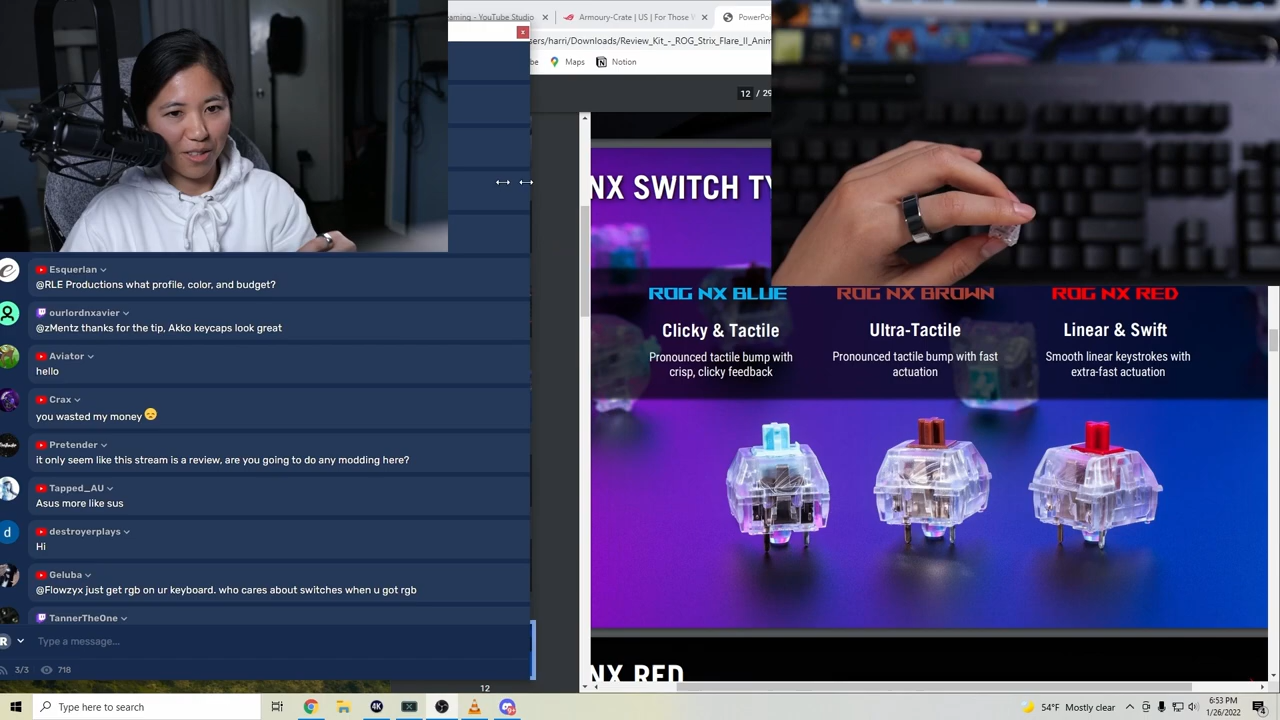 eaming - YouTube Studio
Armoury-Crate | US | For Those
PowerPo
ers/harri/Downloads/Review_Kit_-_ROG_Strix_Flare_II_Anim
be
Maps
Notion
12 / 29
NX SWITCH TY
ROG NX BLUE
ROG NX BROWN
ROG NX RED
Clicky & Tactile
Ultra-Tactile
Linear & Swift
Pronounced tactile bump with
crisp, clicky feedback
Pronounced tactile bump with fast
actuation
Smooth linear keystrokes with
extra-fast actuation
NX RED
Esquerlan
@RLE Productions what profile, color, and budget?
ourlordnxavier
@zMentz thanks for the tip, Akko keycaps look great
Aviator
hello
Crax
you wasted my money 😔
Pretender
it only seem like this stream is a review, are you going to do any modding here?
Tapped_AU
Asus more like sus
destroyerplays
Hi
Geluba
@Flowzyx just get rgb on ur keyboard. who cares about switches when u got rgb
TannerTheOne
R
Type a message...
3/3
718
12
Type here to search
4K
54°F Mostly clear
6:53 PM
1/26/2022
4